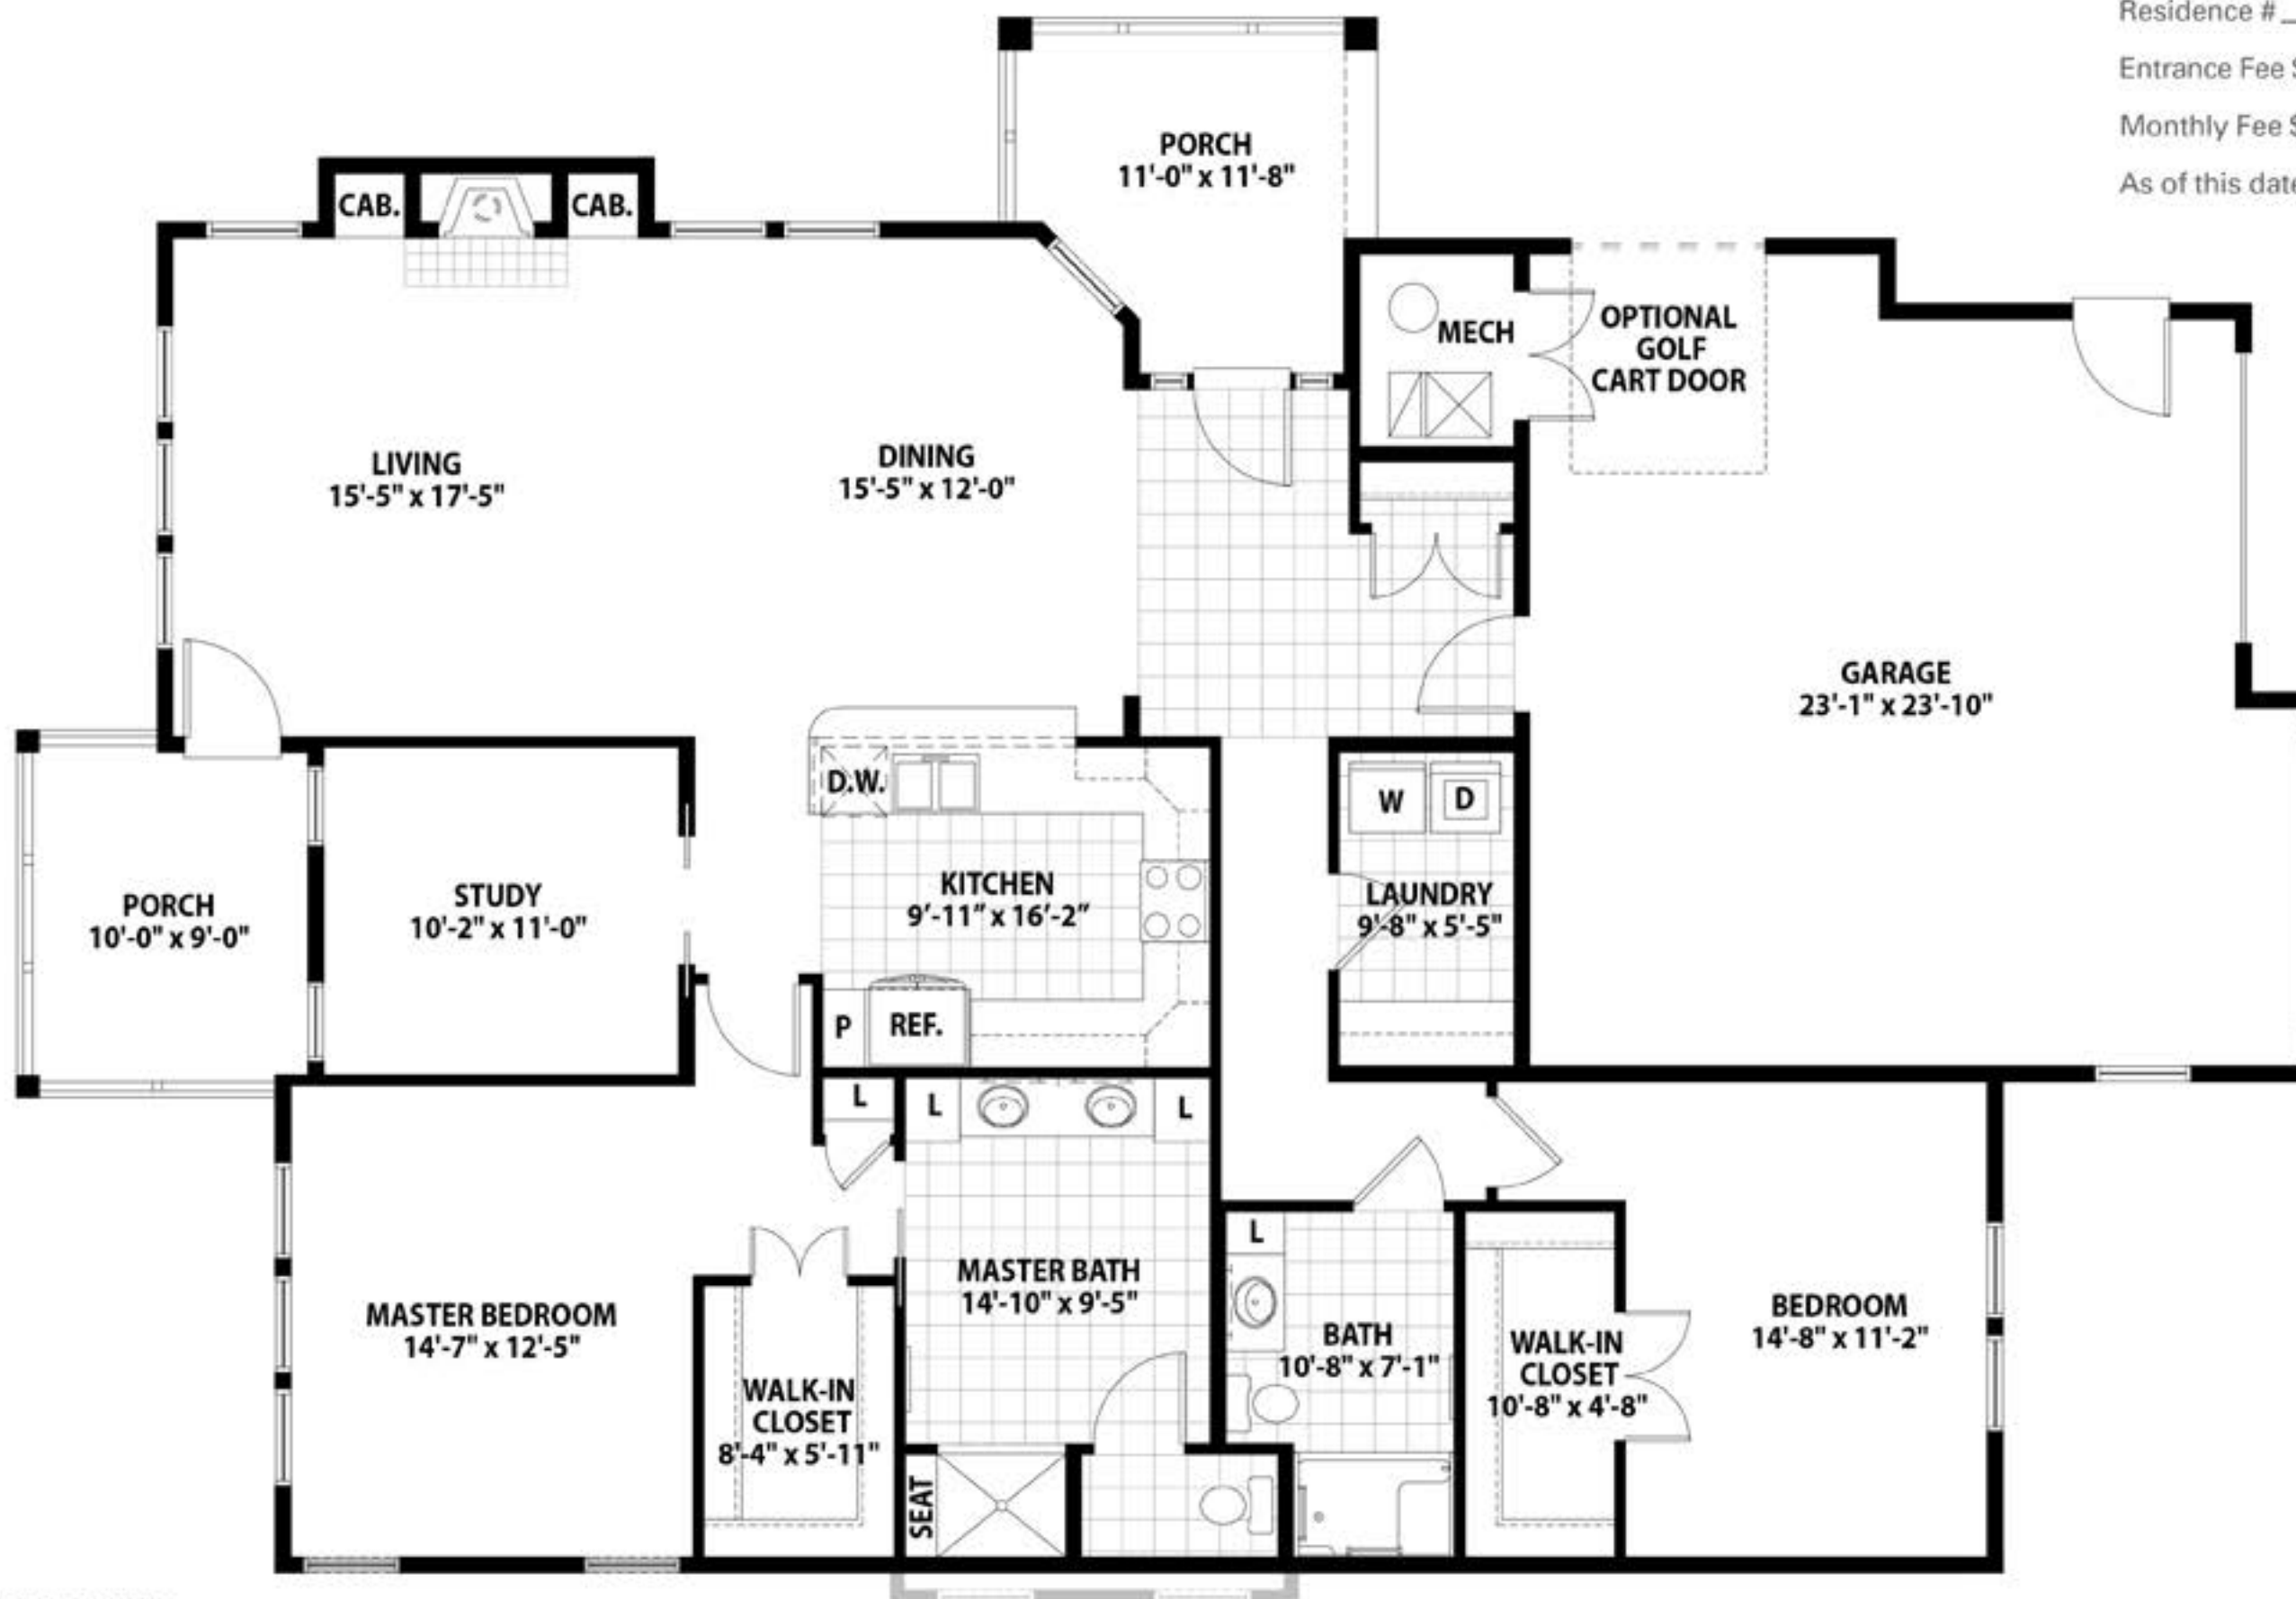 Residence #
Entrance Fee $
Monthly Fee $
As of this date
PORCH
11'-0" x 11'-8"
CAB.
CAB.
MECH
OPTIONAL
GOLF
CART DOOR
LIVING
15'-5" x 17'-5"
DINING
15'-5" x 12'-0"
GARAGE
23'-1" x 23'-10"
D.W.
W
D
PORCH
10'-0" x 9'-0"
STUDY
10'-2" x 11'-0"
KITCHEN
9'-11" x 16'-2"
LAUNDRY
9'-8" x 5'-5"
P
REF.
L
L
L
MASTER BEDROOM
14'-7" x 12'-5"
WALK-IN
CLOSET
8'-4" x 5'-11"
MASTER BATH
14'-10" x 9'-5"
SEAT
L
BATH
10'-8" x 7'-1"
WALK-IN
CLOSET
10'-8" x 4'-8"
BEDROOM
14'-8" x 11'-2"